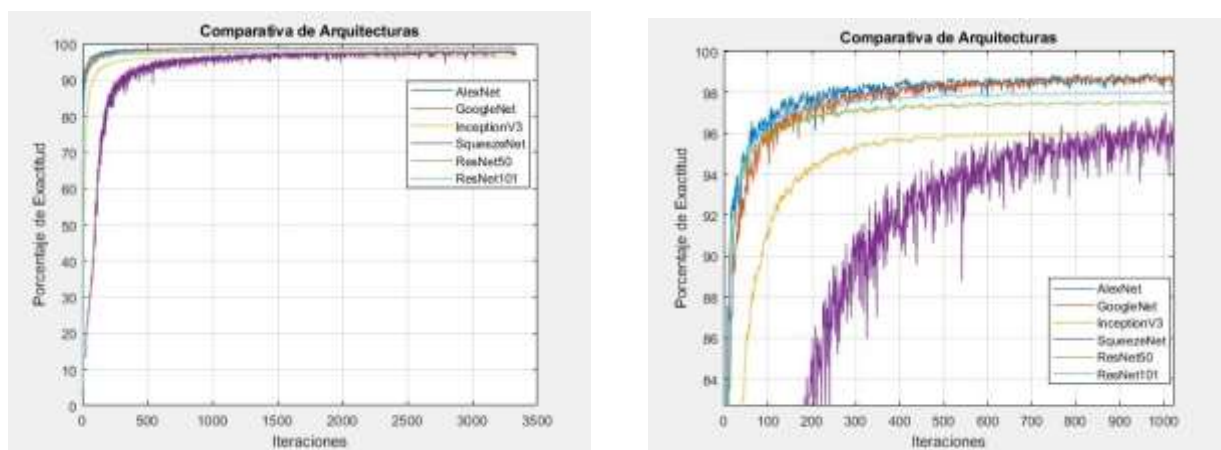 Comparativa de Arquitecturas
Porcentaje de Exactitud
100
90
80
70
60
50
40
30
20
10
0
AlexNet
GoogleNet
InceptionV3
SqueezeNet
ResNet50
ResNet101
0 500 1000 1500 2000 2500 3000 3500
Iteraciones
Comparativa de Arquitecturas
Porcentaje de Exactitud
100
98
96
94
92
90
88
86
84
AlexNet
GoogleNet
InceptionV3
SqueezeNet
ResNet50
ResNet101
0 100 200 300 400 500 600 700 800 900 1000
Iteraciones